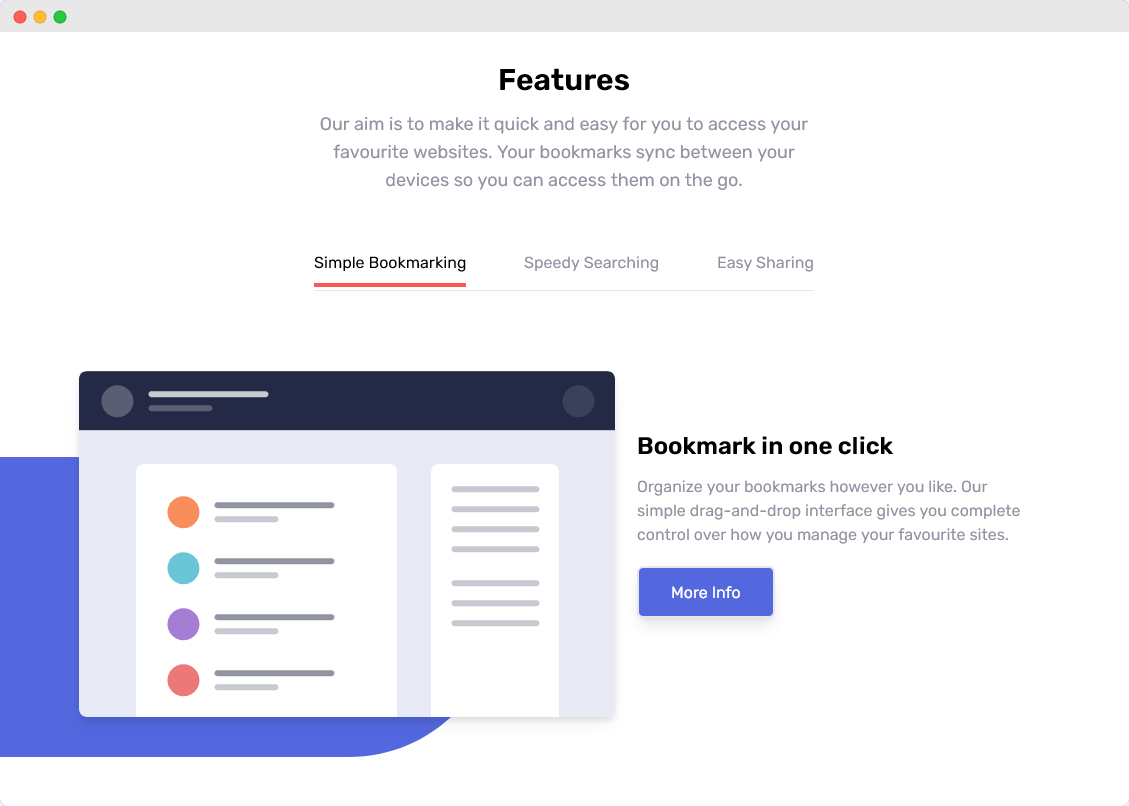 Features
Our aim is to make it quick and easy for you to access your
favourite websites. Your bookmarks sync between your
devices so you can access them on the go.
Simple Bookmarking
Speedy Searching
Easy Sharing
Bookmark in one click
Organize your bookmarks however you like. Our
simple drag-and-drop interface gives you complete
control over how you manage your favourite sites.
More Info